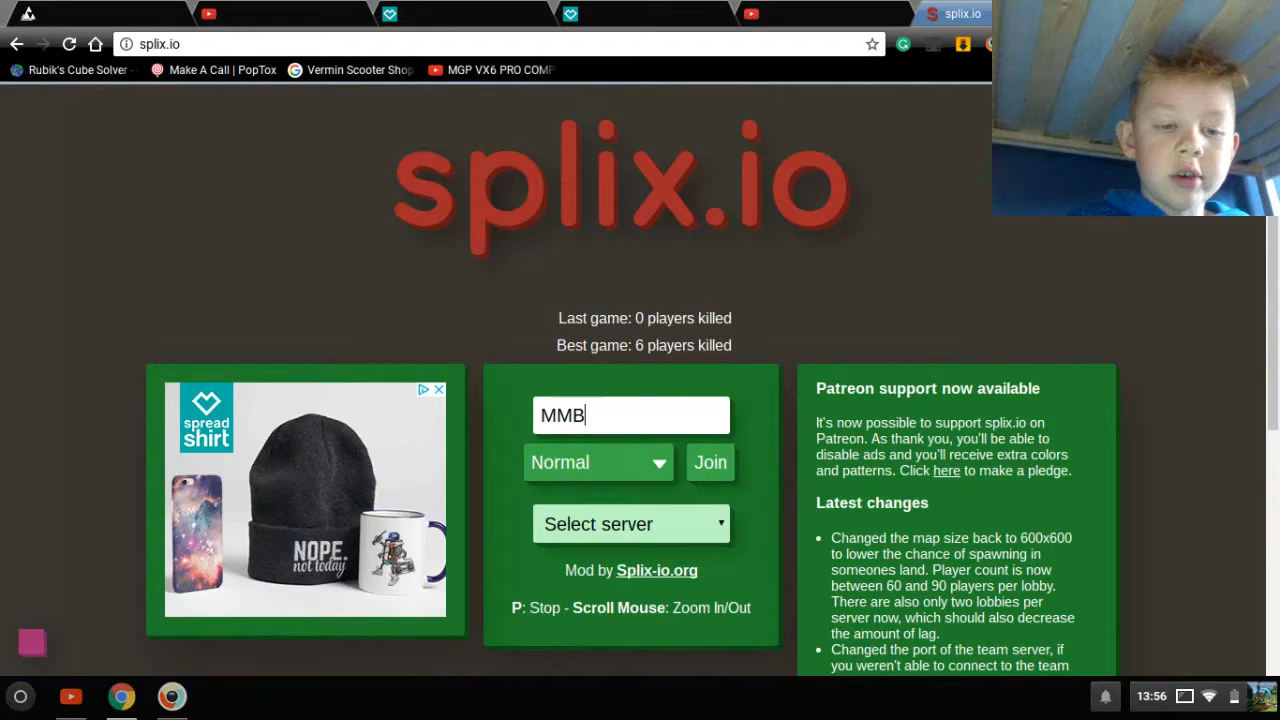 splix.io
splix.io
Rubik's Cube Solver -
Make A Call | PopTox
Vermin Scooter Shop
MGP VX6 PRO COMP
splix.io
Last game: 0 players killed
Best game: 6 players killed
spread
shirt
NOPE.
not today
MMB
Normal
Join
Select server
Mod by Splix-io.org
P: Stop - Scroll Mouse: Zoom In/Out
Patreon support now available
It's now possible to support splix.io on
Patreon. As thank you, you'll be able to
disable ads and you'll receive extra colors
and patterns. Click here to make a pledge.
Latest changes
• Changed the map size back to 600x600
to lower the chance of spawning in
someones land. Player count is now
between 60 and 90 players per lobby.
There are also only two lobbies per
server now, which should also decrease
the amount of lag.
• Changed the port of the team server, if
you weren't able to connect to the team
13:56